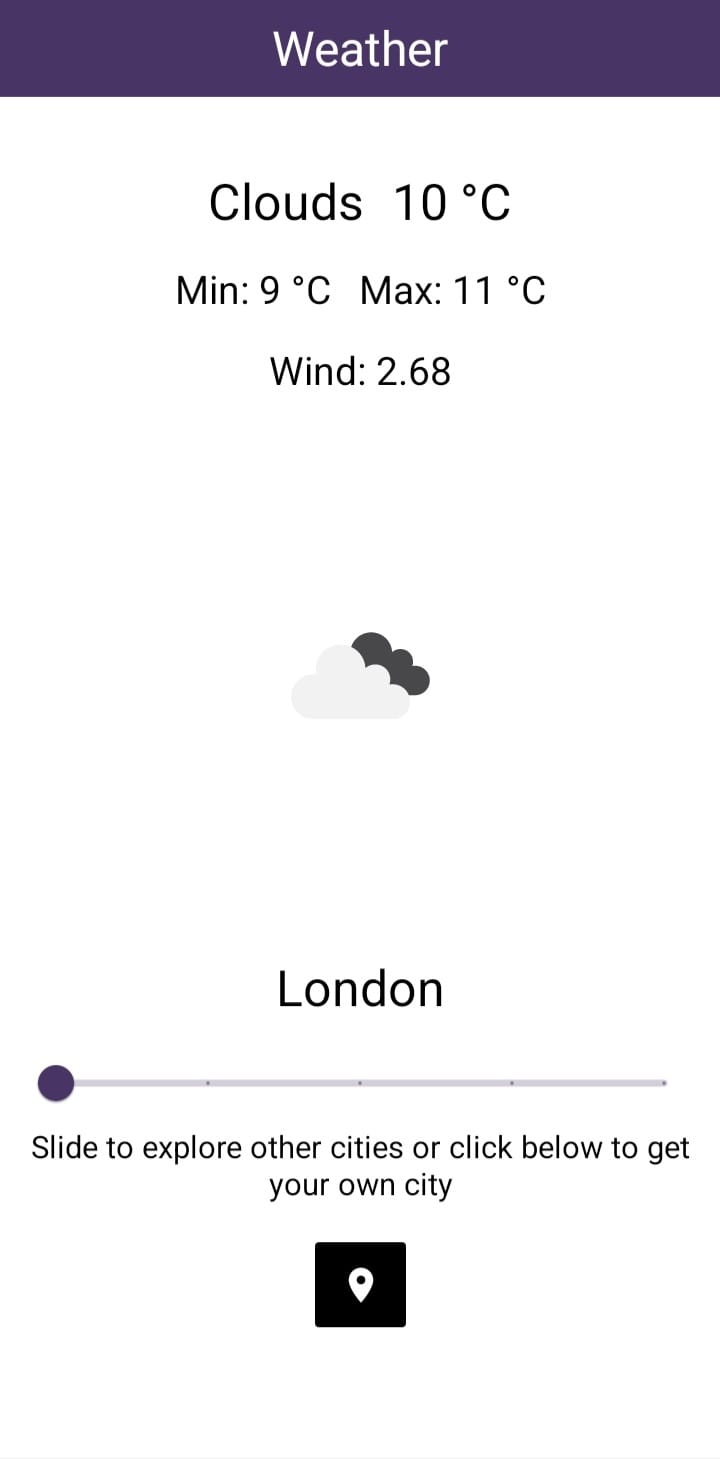 Weather
Clouds 10 °C
Min: 9 °C Max: 11 °C
Wind: 2.68
London
Slide to explore other cities or click below to get
your own city